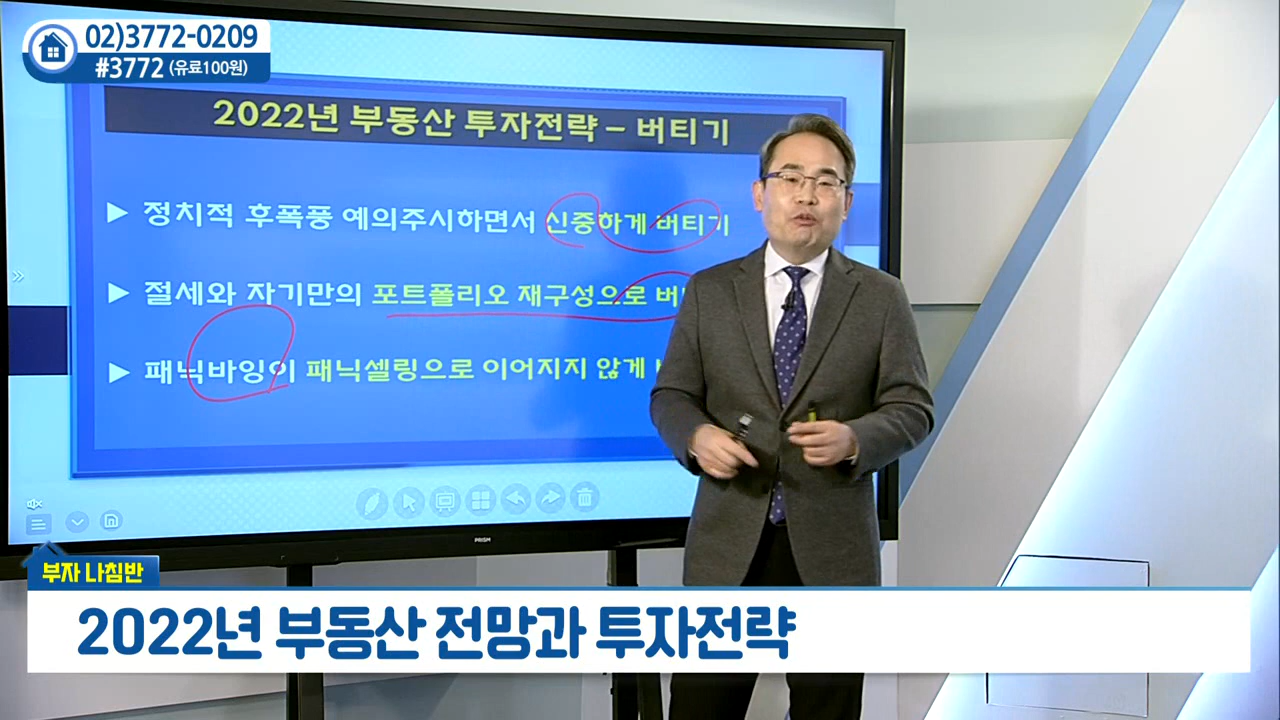 02)3772-0209
#3772 (유료100원)
2022년 부동산 투자전략 – 버티기
▶ 정치적 후폭풍 예의주시하면서 신중하게 버티기
▶ 절세와 자기만의 포트폴리오 재구성으로
▶ 패닉바잉이 패닉셀링으로 이어지지 않게
PRISM
부자 나침반
2022년 부동산 전망과 투자전략